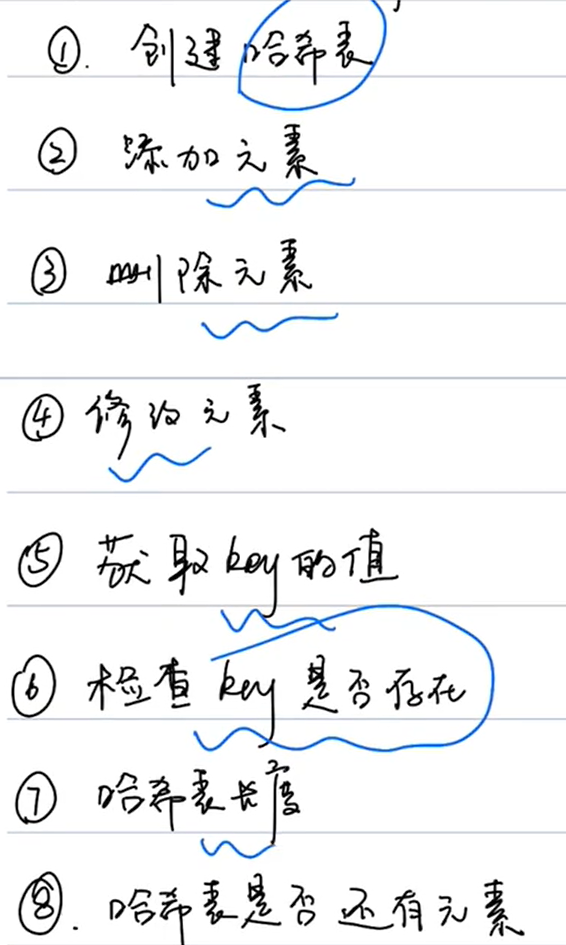 ①. 创建哈希表
② 添加元素
③ 删除元素
④ 修改元素
⑤ 获取key的值
⑥ 检查key是否存在
⑦ 哈希表长度
⑧. 哈希表是否还有元素